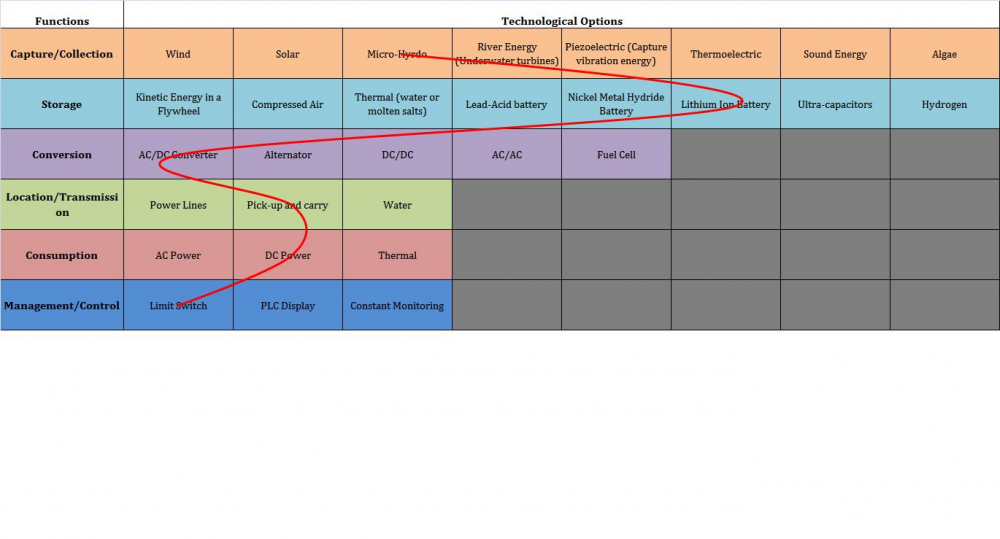 Functions Technological Options
Capture/Collection Wind Solar Micro-Hyrdo River Energy (Underwater turbines) Piezoelectric (Capture vibration energy) Thermoelectric Sound Energy Algae
Storage Kinetic Energy in a Flywheel Compressed Air Thermal (water or molten salts) Lead-Acid battery Nickel Metal Hydride Battery Lithium Ion Battery Ultra-capacitors Hydrogen
Conversion AC/DC Converter Alternator DC/DC AC/AC Fuel Cell
Location/Transmissi on Power Lines Pick-up and carry Water
Consumption AC Power DC Power Thermal
Management/Control Limit Switch PLC Display Constant Monitoring